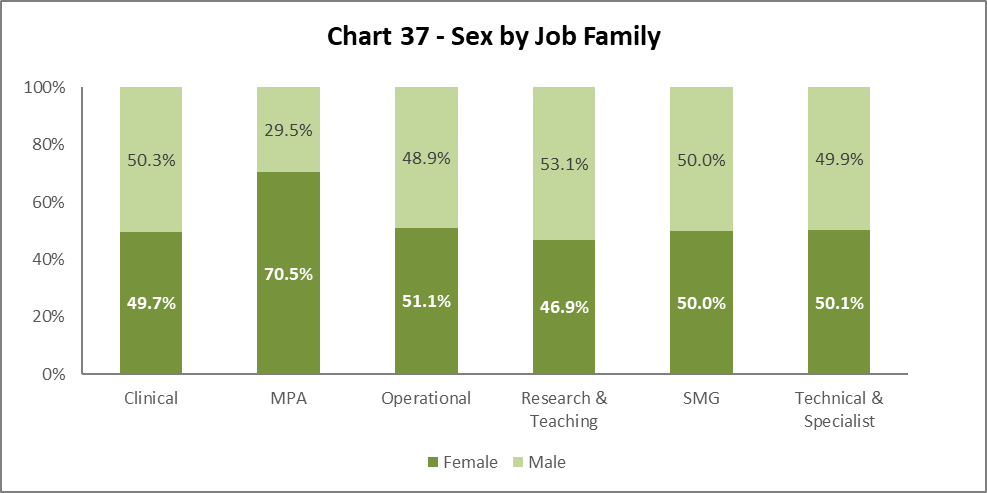 Chart 37 - Sex by Job Family
100%
80%
60%
40%
20%
0%
50.3%
29.5%
48.9%
53.1%
50.0%
49.9%
49.7%
70.5%
51.1%
46.9%
50.0%
50.1%
Clinical
MPA
Operational
Research &
Teaching
SMG
Technical &
Specialist
Female
Male